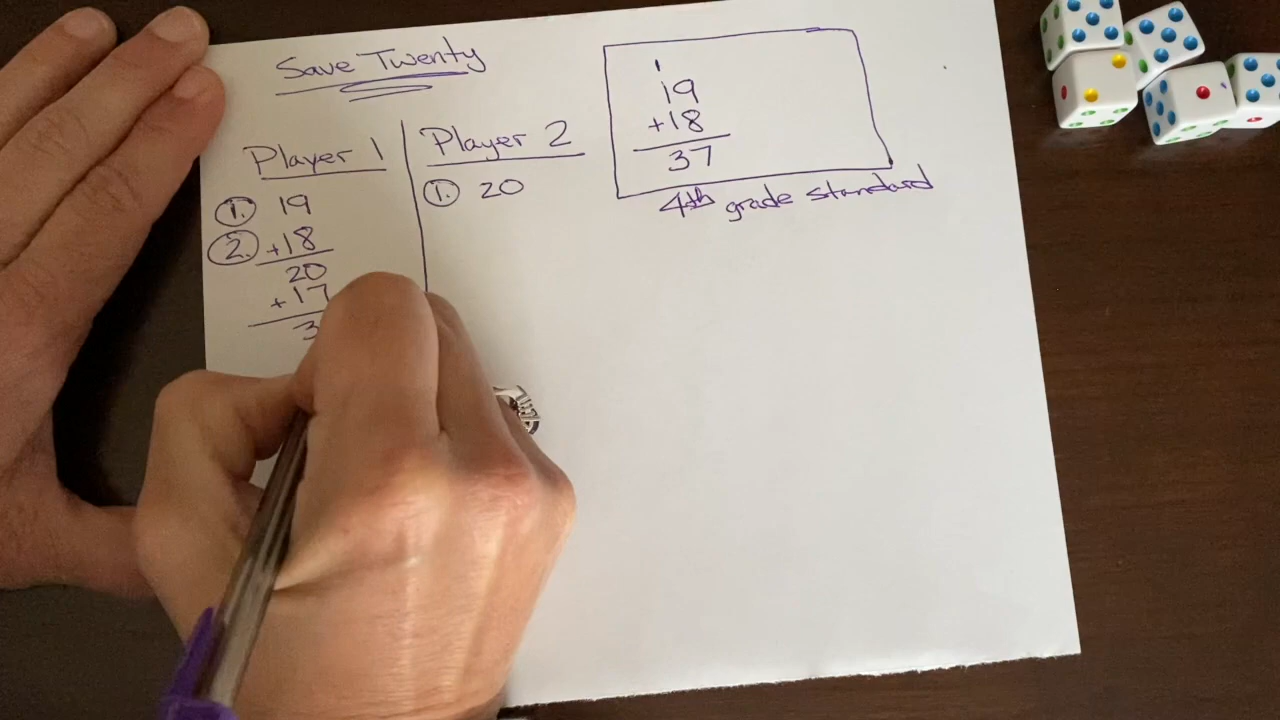 Save Twenty
Player 1
1. 19
2. +18
20
+17
3
Player 2
1. 20
1
19
+18
37
4th grade standard